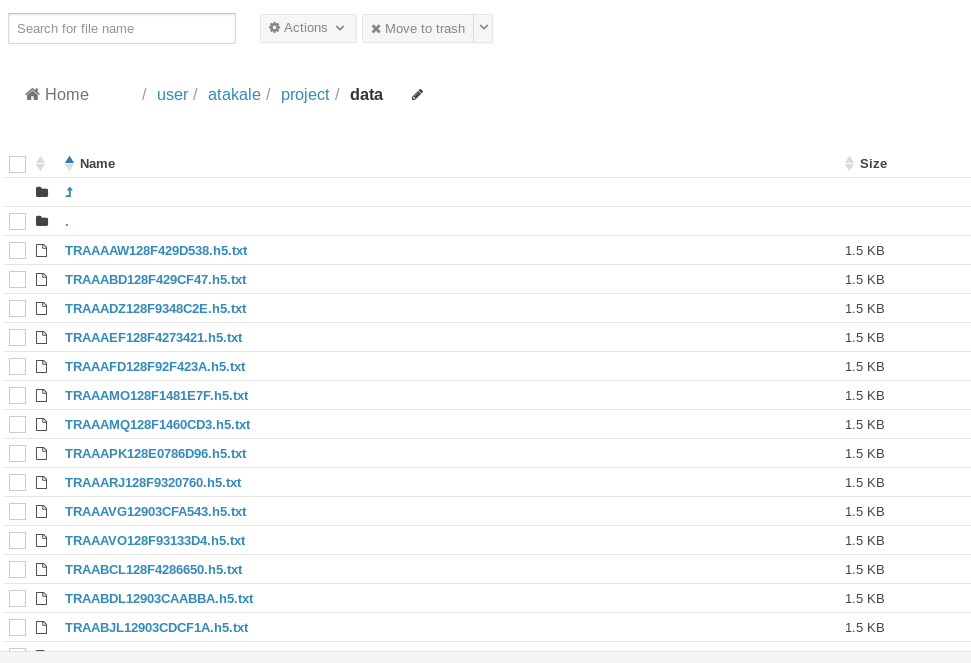 Search for file name Actions Move to trash
Home / user / atakale / project / data
Name Size
.
TRAAAAW128F429D538.h5.txt 1.5 KB
TRAAABD128F429CF47.h5.txt 1.5 KB
TRAAADZ128F9348C2E.h5.txt 1.5 KB
TRAAAEF128F4273421.h5.txt 1.5 KB
TRAAAFD128F92F423A.h5.txt 1.5 KB
TRAAAMO128F1481E7F.h5.txt 1.5 KB
TRAAAMQ128F1460CD3.h5.txt 1.5 KB
TRAAAPK128E0786D96.h5.txt 1.5 KB
TRAAARJ128F9320760.h5.txt 1.5 KB
TRAAAVG12903CFA543.h5.txt 1.5 KB
TRAAAVO128F93133D4.h5.txt 1.5 KB
TRAABCL128F4286650.h5.txt 1.5 KB
TRAABDL12903CAABBA.h5.txt 1.5 KB
TRAABJL12903CDCF1A.h5.txt 1.5 KB